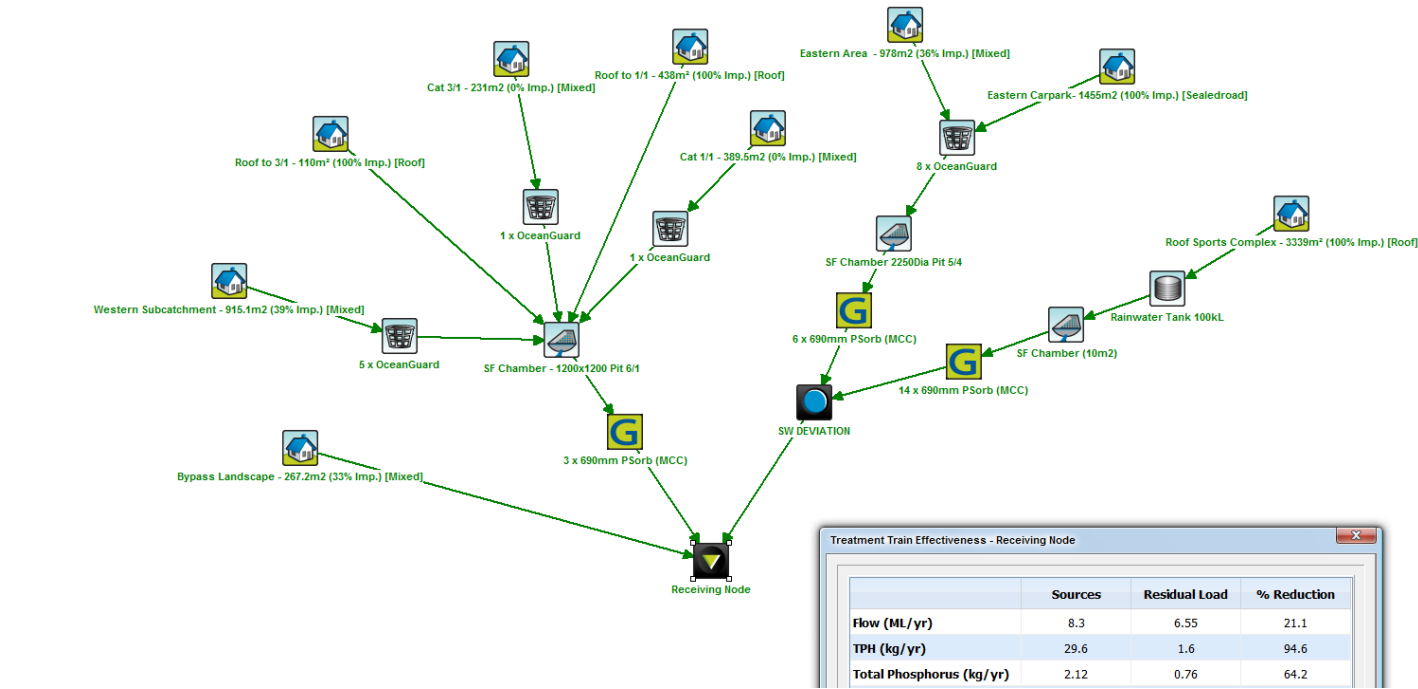 Eastern Area - 978m2 (36% Imp.) [Mixed]
Cat 3/1 - 231m2 (0% Imp.) [Mixed]
Roof to 1/1 - 438m² (100% Imp.) [Roof]
Eastern Carpark- 1455m2 (100% Imp.) [Sealedroad]
Roof to 3/1 - 110m² (100% Imp.) [Roof]
Cat 1/1 - 389.5m2 (0% Imp.) [Mixed]
8 x OceanGuard
1 x OceanGuard
Roof Sports Complex - 3339m² (100% Imp.) [Roof]
1 x OceanGuard
SF Chamber 2250Dia Pit 5/4
Western Subcatchment - 915.1m2 (39% Imp.) [Mixed]
Rainwater Tank 100kL
G
6 x 690mm PSorb (MCC)
5 x OceanGuard
SF Chamber - 1200x1200 Pit 6/1
SF Chamber (10m2)
G
14 x 690mm PSorb (MCC)
SW DEVIATION
G
3 x 690mm PSorb (MCC)
Bypass Landscape - 267.2m2 (33% Imp.) [Mixed]
Receiving Node
Treatment Train Effectiveness - Receiving Node
Sources Residual Load % Reduction
Flow (ML/yr) 8.3 6.55 21.1
TPH (kg/yr) 29.6 1.6 94.6
Total Phosphorus (kg/yr) 2.12 0.76 64.2